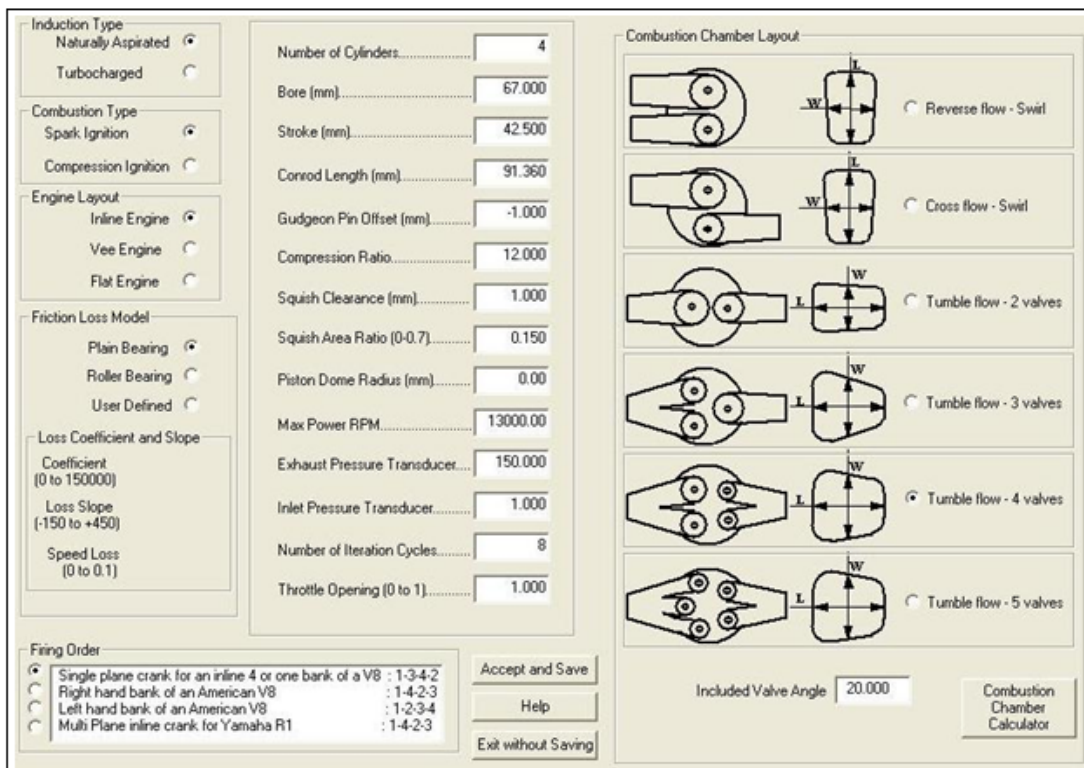 Induction Type
Naturally Aspirated
Turbocharged
Combustion Type
Spark Ignition
Compression Ignition
Engine Layout
Inline Engine
Vee Engine
Flat Engine
Friction Loss Model
Plain Bearing
Roller Bearing
User Defined
Loss Coefficient and Slope
Coefficient
(0 to 150000)
Loss Slope
(-150 to +450)
Speed Loss
(0 to 0.1)
Number of Cylinders.................... 4
Bore (mm)................................ 67.000
Stroke (mm).............................. 42.500
Conrod Length (mm)................... 91.360
Gudgeon Pin Offset (mm) -1.000
Compression Ratio..................... 12.000
Squish Clearance (mm)............... 1.000
Squish Area Ratio (0-0.7)........... 0.150
Piston Dome Radius (mm).......... 0.00
Max Power RPM....................... 13000.00
Exhaust Pressure Transducer.... 150.000
Inlet Pressure Transducer........... 1.000
Number of Iteration Cycles........ 8
Throttle Opening (0 to 1)........... 1.000
Combustion Chamber Layout
L
W
Reverse flow - Swirl
L
W
Cross flow - Swirl
W
L
Tumble flow - 2 valves
W
L
Tumble flow - 3 valves
W
L
Tumble flow - 4 valves
W
L
Tumble flow - 5 valves
Included Valve Angle 20.000
Combustion
Chamber
Calculator
Firing Order
Single plane crank for an inline 4 or one bank of a V8 : 1-3-4-2
Right hand bank of an American V8 : 1-4-2-3
Left hand bank of an American V8 : 1-2-3-4
Multi Plane inline crank for Yamaha R1 : 1-4-2-3
Accept and Save
Help
Exit without Saving